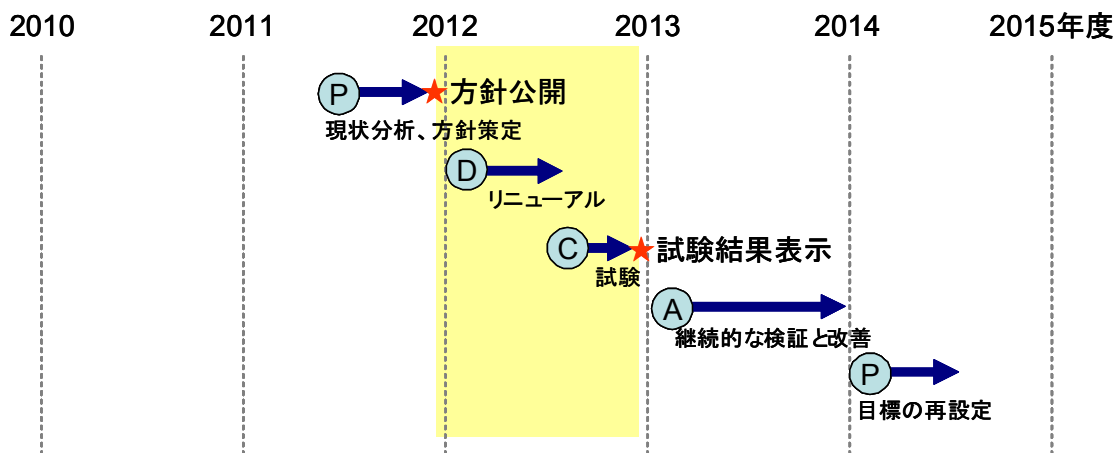 2010 2011 2012 2013 2014 2015年度
P 方針公開
現状分析、方針策定
D
リニューアル
C 試験結果表示
試験
A
継続的な検証と改善
P
目標の再設定